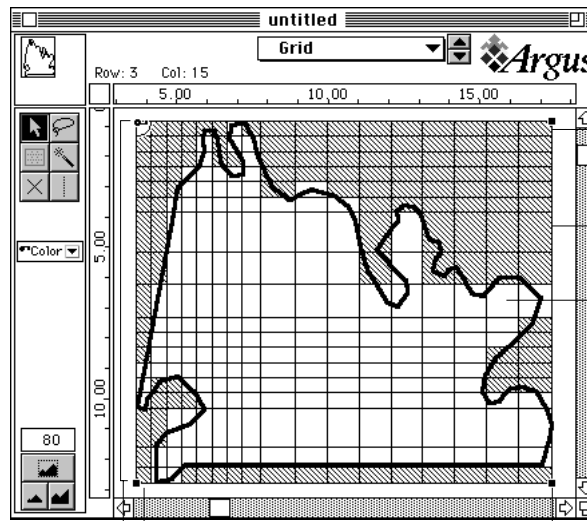 untitled
Grid
Argus
Row: 3 Col: 15
5,00 10,00 15,00
5,00
Color
10,00
80